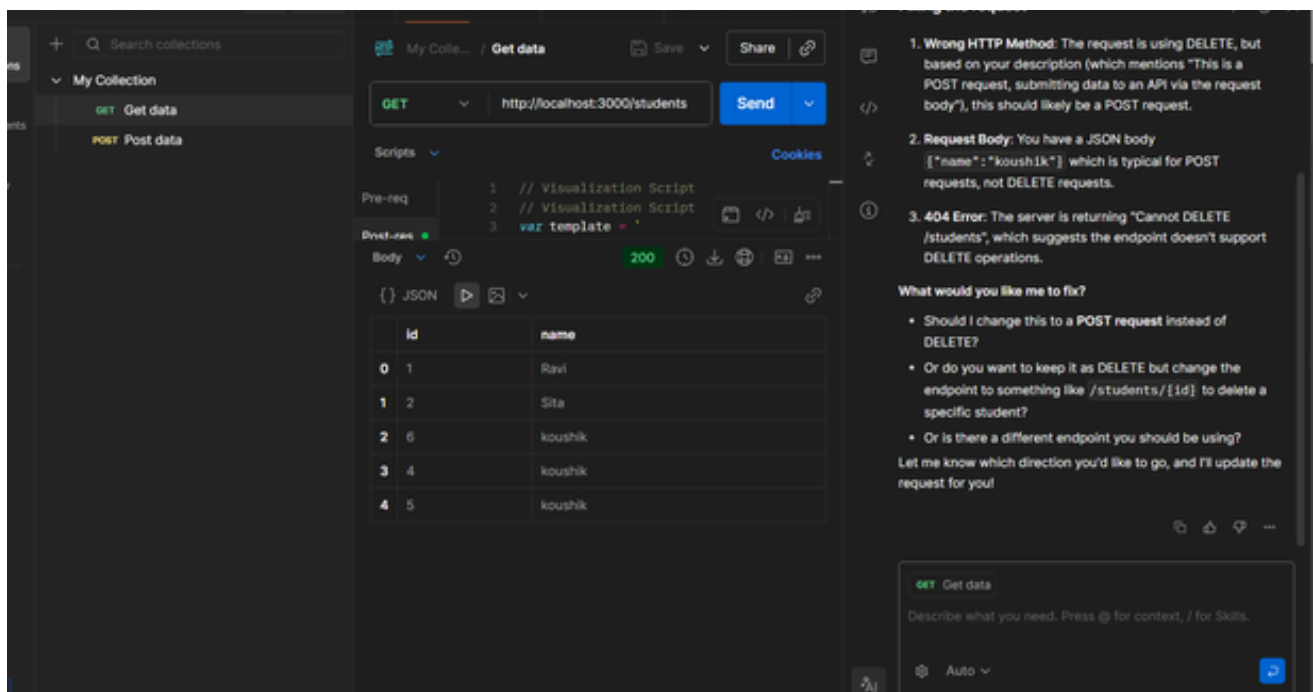 Search collections
My Collection
GET Get data
POST Post data
My Colle... / Get data
Save
Share
GET
http://localhost:3000/students
Send
Scripts
Cookies
Pre-req
Post-res
1 // Visualization Script
2 // Visualization Script
3 var template = `
Body
200
{} JSON
id name
0 1 Ravi
1 2 Sita
2 6 koushik
3 4 koushik
4 5 koushik
1. Wrong HTTP Method: The request is using DELETE, but
based on your description (which mentions "This is a
POST request, submitting data to an API via the request
body"), this should likely be a POST request.
2. Request Body: You have a JSON body
{"name":"koushik"} which is typical for POST
requests, not DELETE requests.
3. 404 Error: The server is returning "Cannot DELETE
/students", which suggests the endpoint doesn't support
DELETE operations.
What would you like me to fix?
• Should I change this to a POST request instead of
DELETE?
• Or do you want to keep it as DELETE but change the
endpoint to something like /students/{id} to delete a
specific student?
• Or is there a different endpoint you should be using?
Let me know which direction you'd like to go, and I'll update the
request for you!
GET Get data
Describe what you need. Press @ for context, / for Skills.
Auto
AI